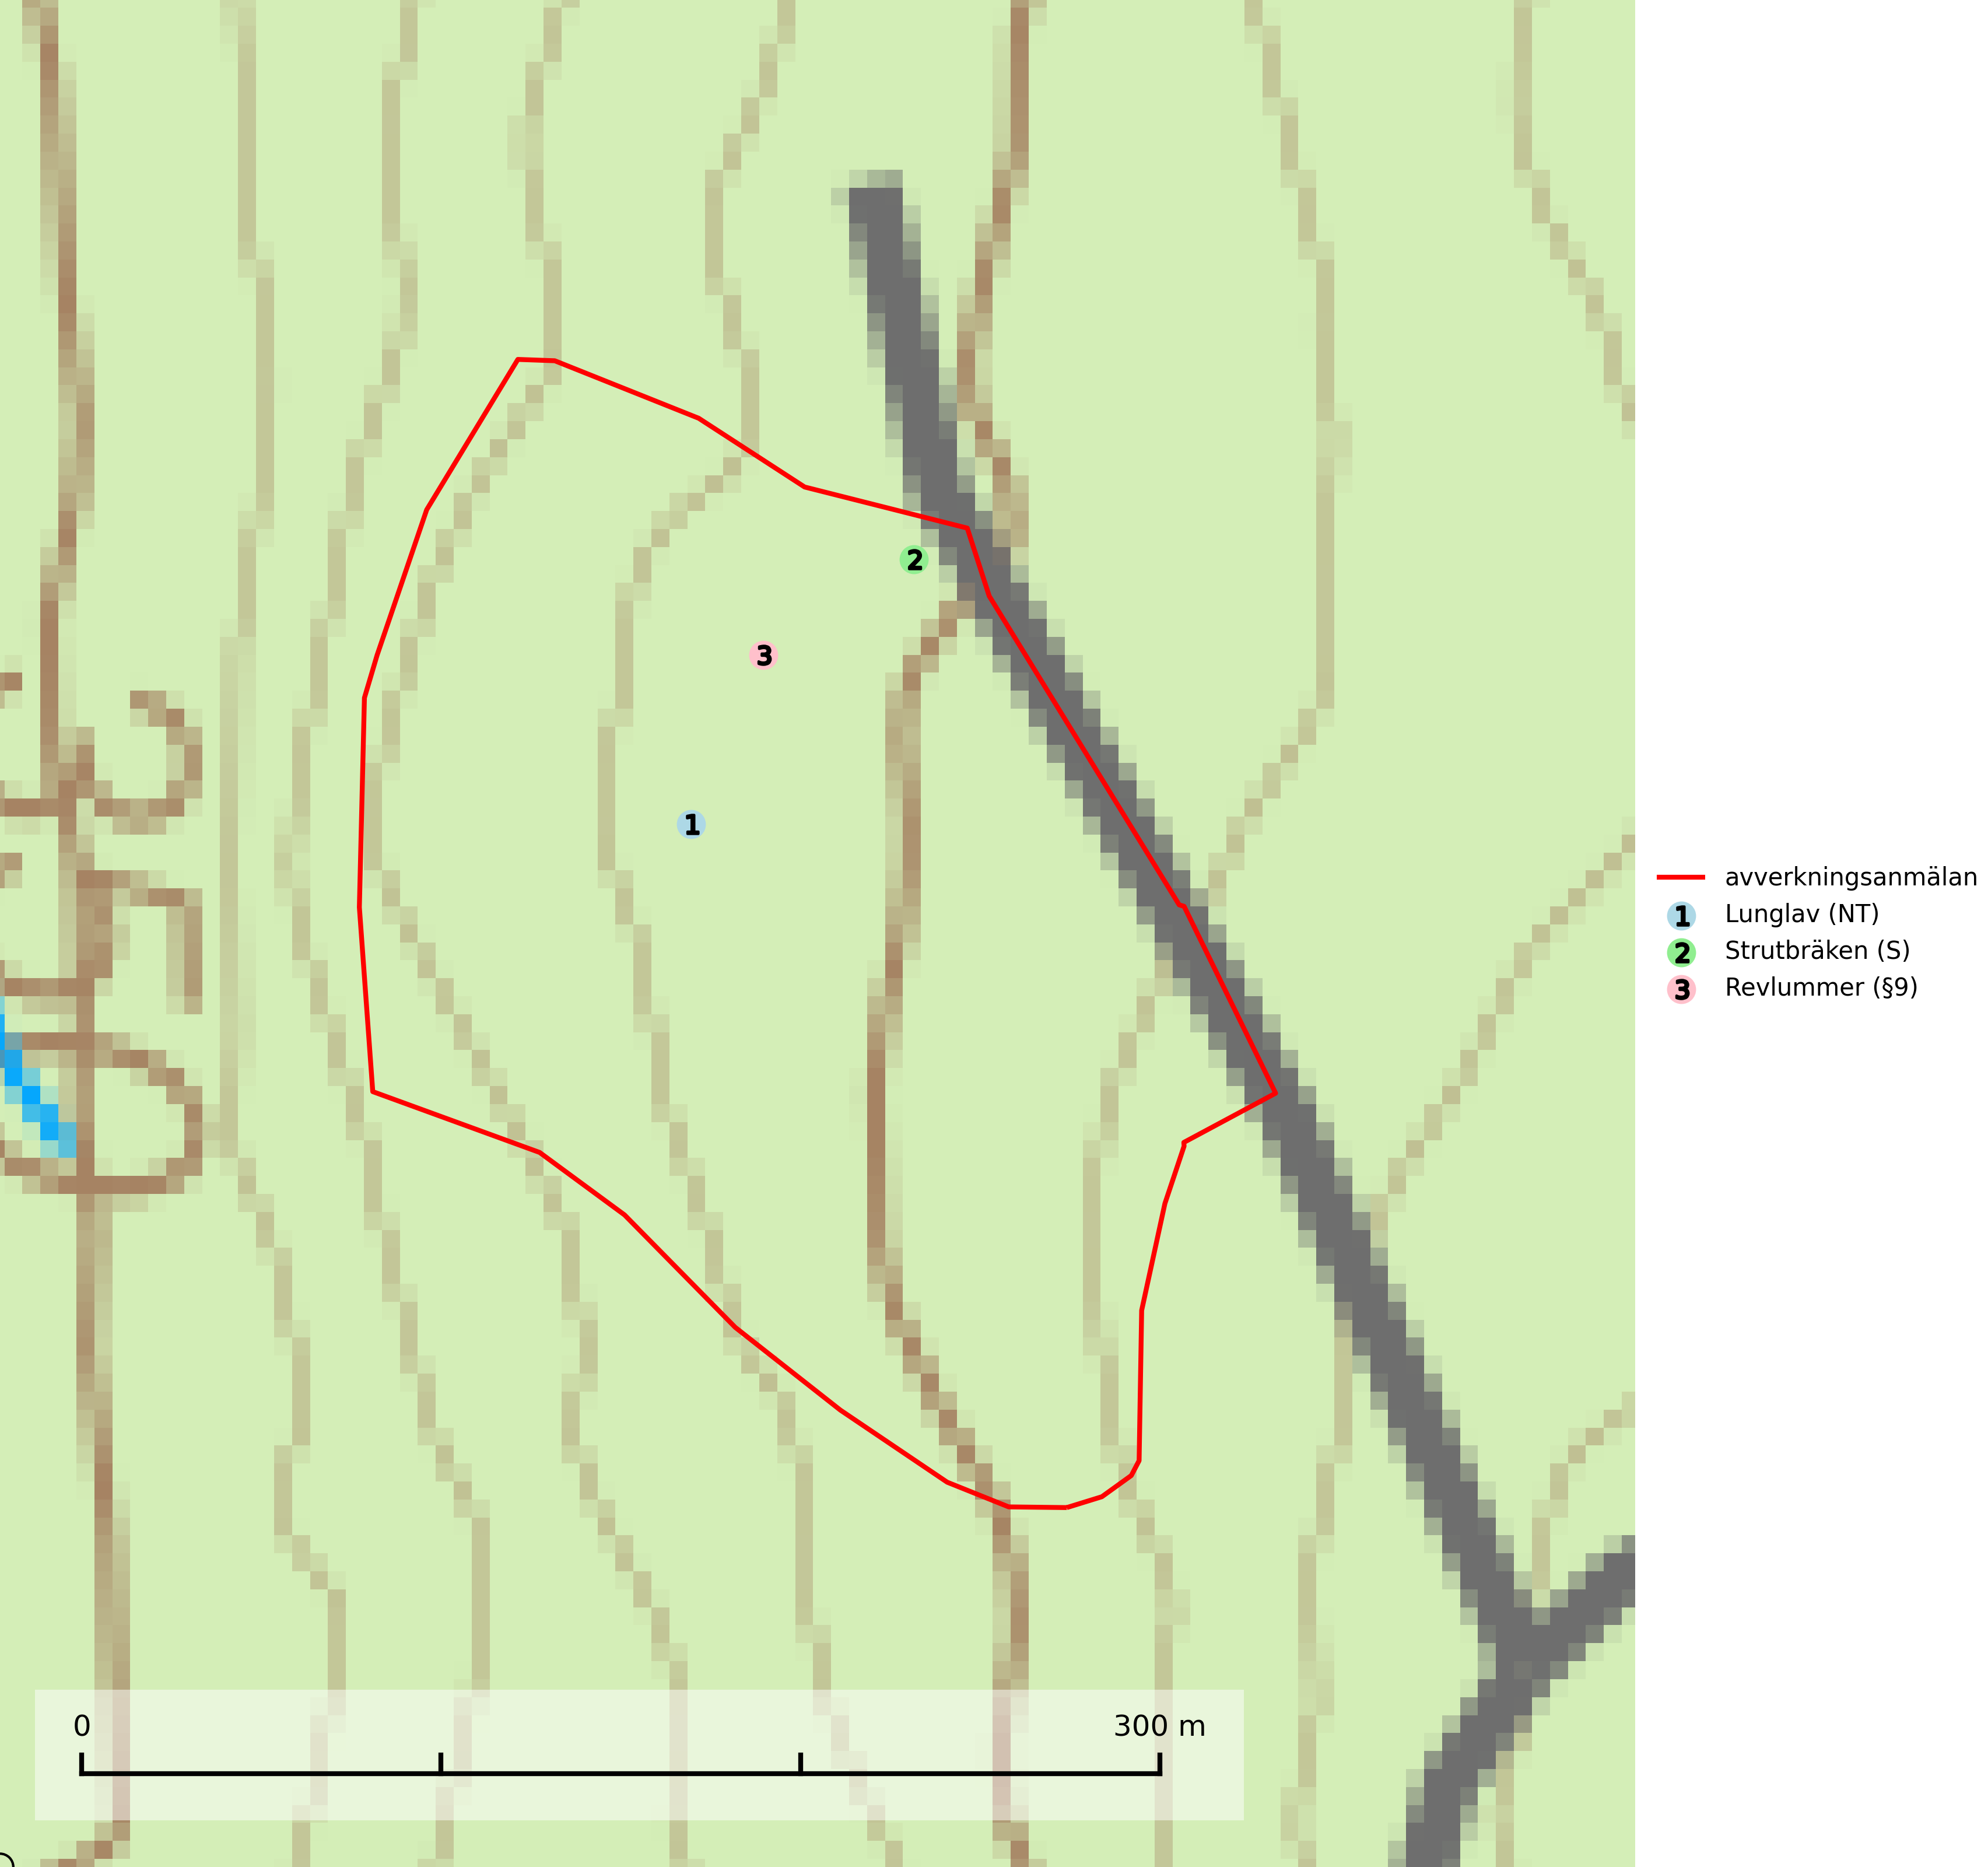 2
3
1
avverkningsanmälan
1 Lunglav (NT)
2 Strutbräken (S)
3 Revlummer (§9)
0 300 m